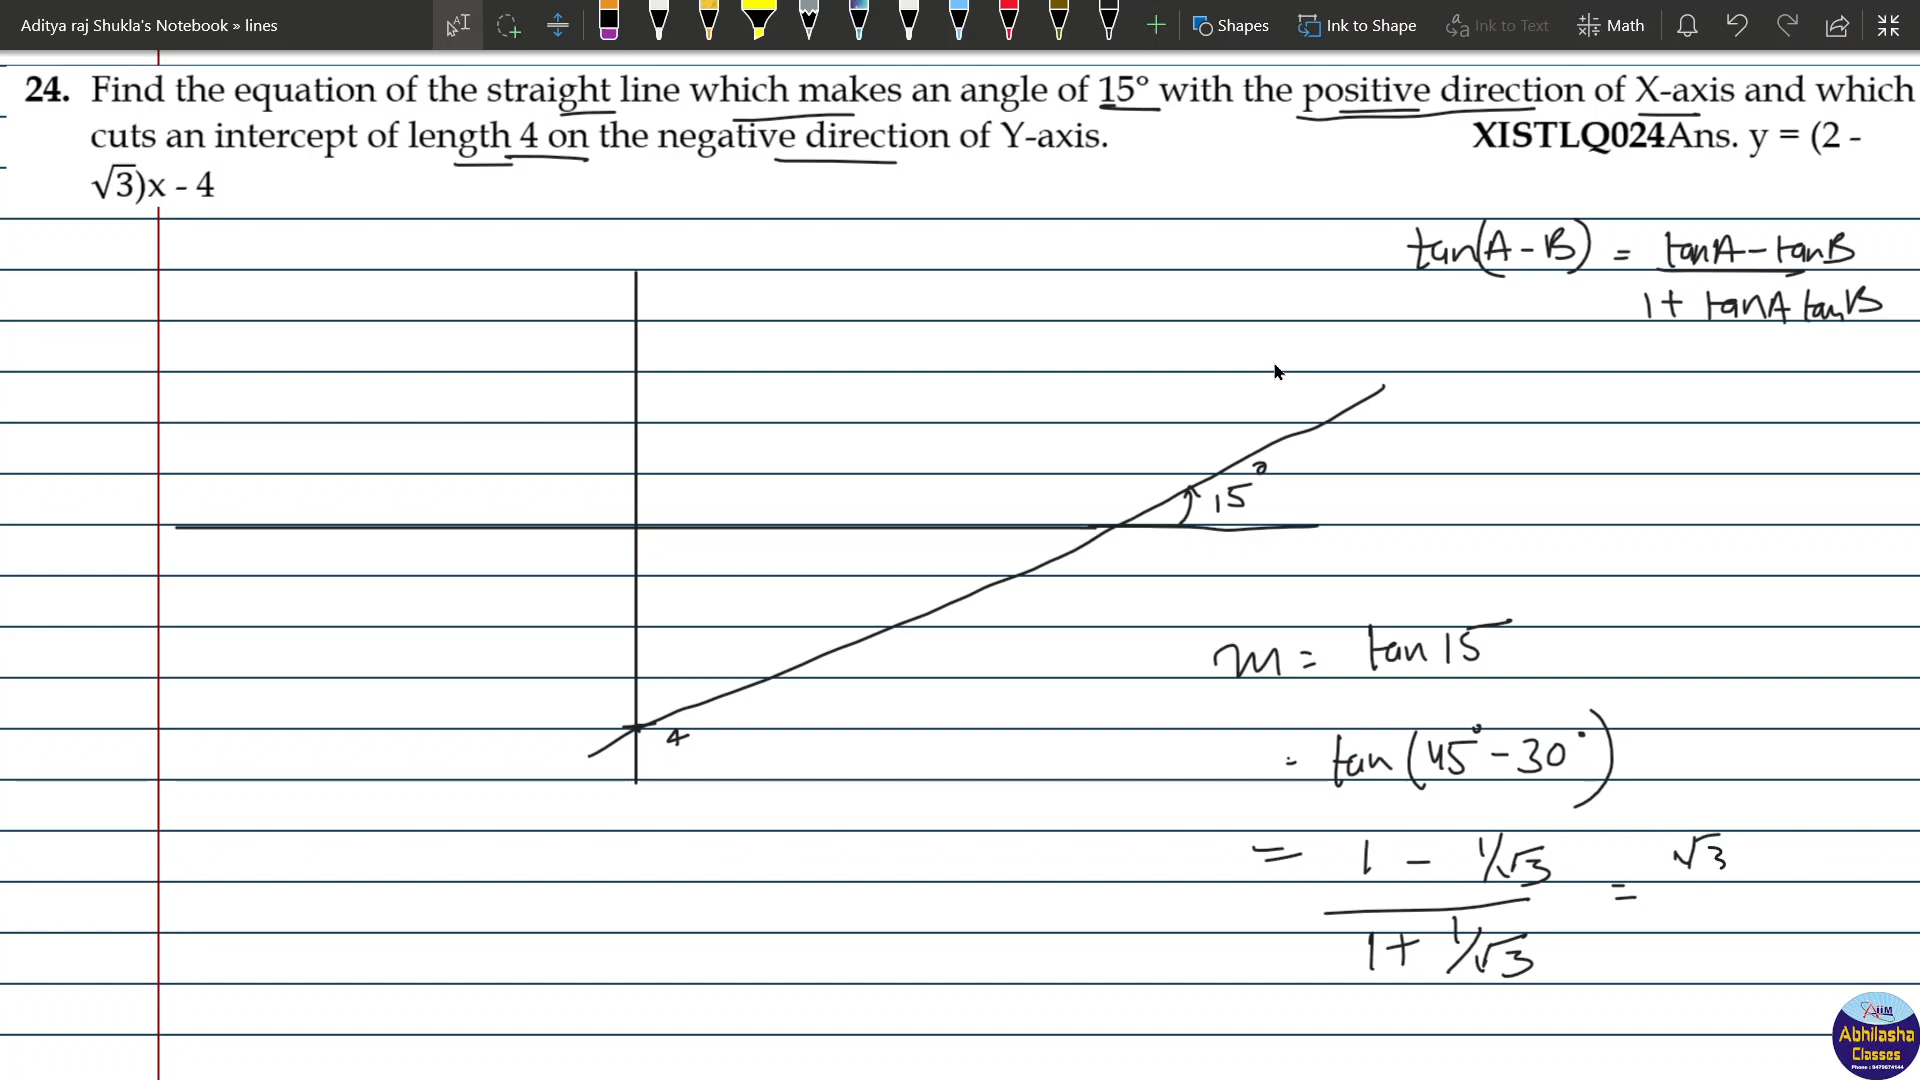 Aditya raj Shukla's Notebook » lines
Shapes
Ink to Shape
Ink to Text
Math
24. Find the equation of the straight line which makes an angle of 15° with the positive direction of X-axis and which
cuts an intercept of length 4 on the negative direction of Y-axis. XISTLQ024Ans. y = (2 -
√3)x - 4
tan(A - B) = tanA - tanB
1 + tanA tanB
15°
4
m = tan 15
= tan (45° - 30°)
= 1 - 1/√3 = √3
1 + 1/√3
AIIM
Abhilasha
Classes
Phone : 9479874144